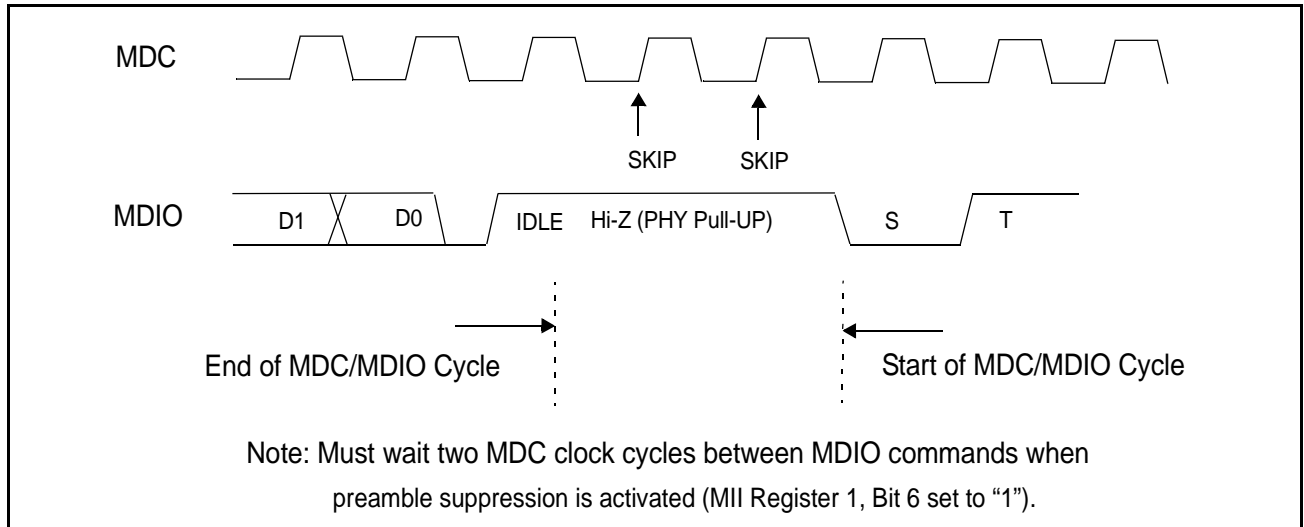 MDC
SKIP SKIP
MDIO D1 D0 IDLE Hi-Z (PHY Pull-UP) S T
End of MDC/MDIO Cycle Start of MDC/MDIO Cycle
Note: Must wait two MDC clock cycles between MDIO commands when
preamble suppression is activated (MII Register 1, Bit 6 set to “1”).